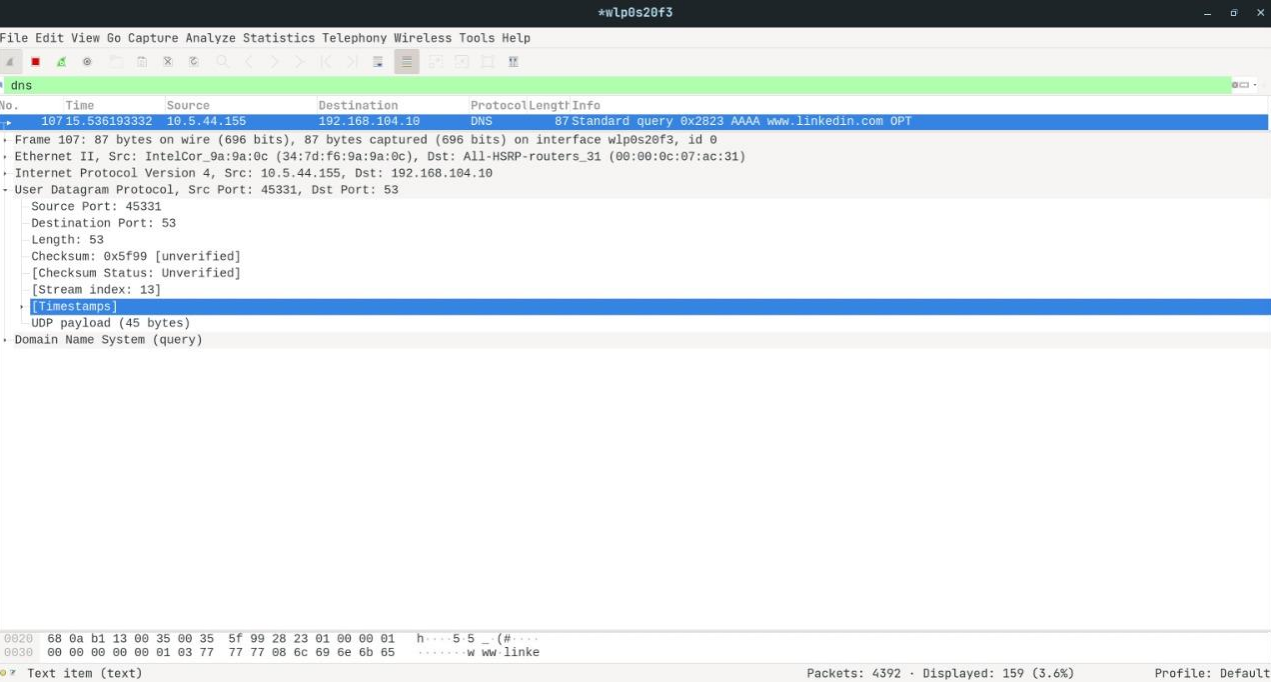 *wlp0s20f3
File Edit View Go Capture Analyze Statistics Telephony Wireless Tools Help
dns
No. Time Source Destination Protocol Length Info
107 15.536193332 10.5.44.155 192.168.104.10 DNS 87 Standard query 0x2823 AAAA www.linkedin.com OPT
Frame 107: 87 bytes on wire (696 bits), 87 bytes captured (696 bits) on interface wlp0s20f3, id 0
Ethernet II, Src: IntelCor_9a:9a:0c (34:7d:f6:9a:9a:0c), Dst: All-HSRP-routers_31 (00:00:0c:07:ac:31)
Internet Protocol Version 4, Src: 10.5.44.155, Dst: 192.168.104.10
User Datagram Protocol, Src Port: 45331, Dst Port: 53
Source Port: 45331
Destination Port: 53
Length: 53
Checksum: 0x5f99 [unverified]
[Checksum Status: Unverified]
[Stream index: 13]
[Timestamps]
UDP payload (45 bytes)
Domain Name System (query)
0020 68 0a b1 13 00 35 00 35 5f 99 28 23 01 00 00 01 h····5·5 _·(#····
0030 00 00 00 00 00 01 03 77 77 77 08 6c 69 6e 6b 65 ·······w ww·linke
Text item (text)
Packets: 4392 · Displayed: 159 (3.6%)
Profile: Default